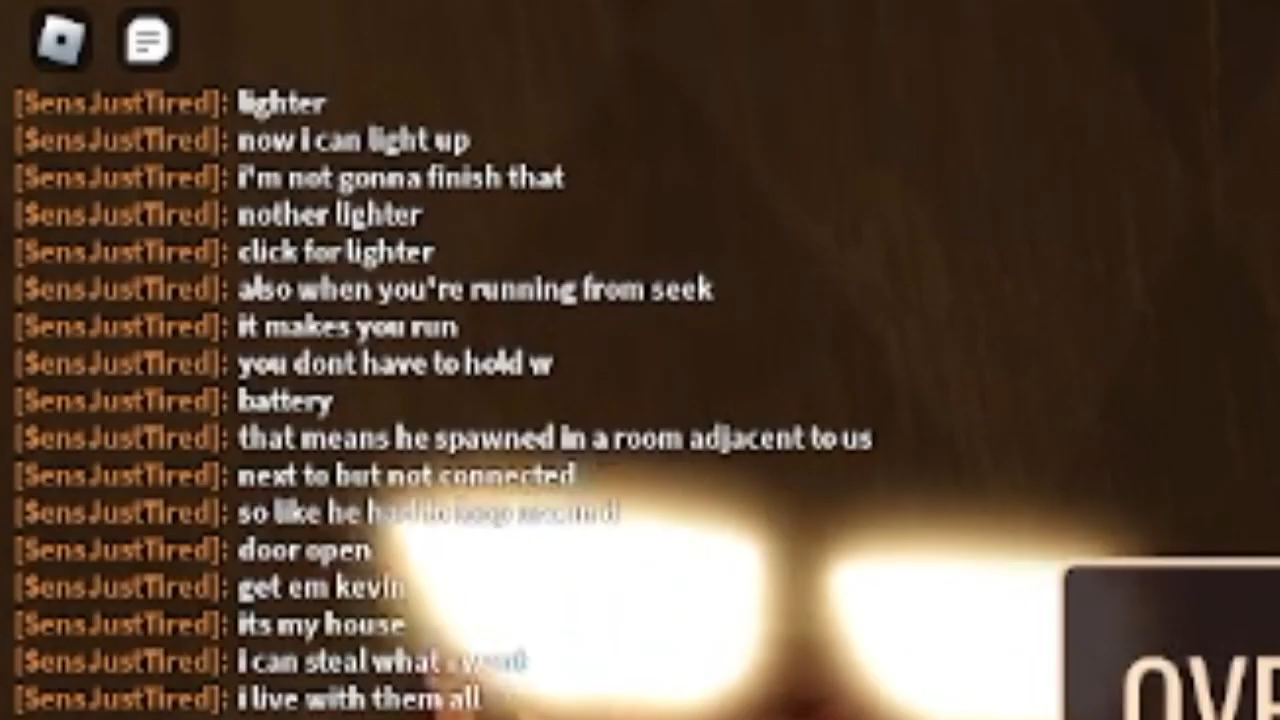 [SensJustTired]: lighter
[SensJustTired]: now i can light up
[SensJustTired]: i'm not gonna finish that
[SensJustTired]: nother lighter
[SensJustTired]: click for lighter
[SensJustTired]: also when you're running from seek
[SensJustTired]: it makes you run
[SensJustTired]: you dont have to hold w
[SensJustTired]: battery
[SensJustTired]: that means he spawned in a room adjacent to us
[SensJustTired]: next to but not connected
[SensJustTired]: so like he
[SensJustTired]: door open
[SensJustTired]: get em kevin
[SensJustTired]: its my house
[SensJustTired]: i can steal what
[SensJustTired]: i live with them all